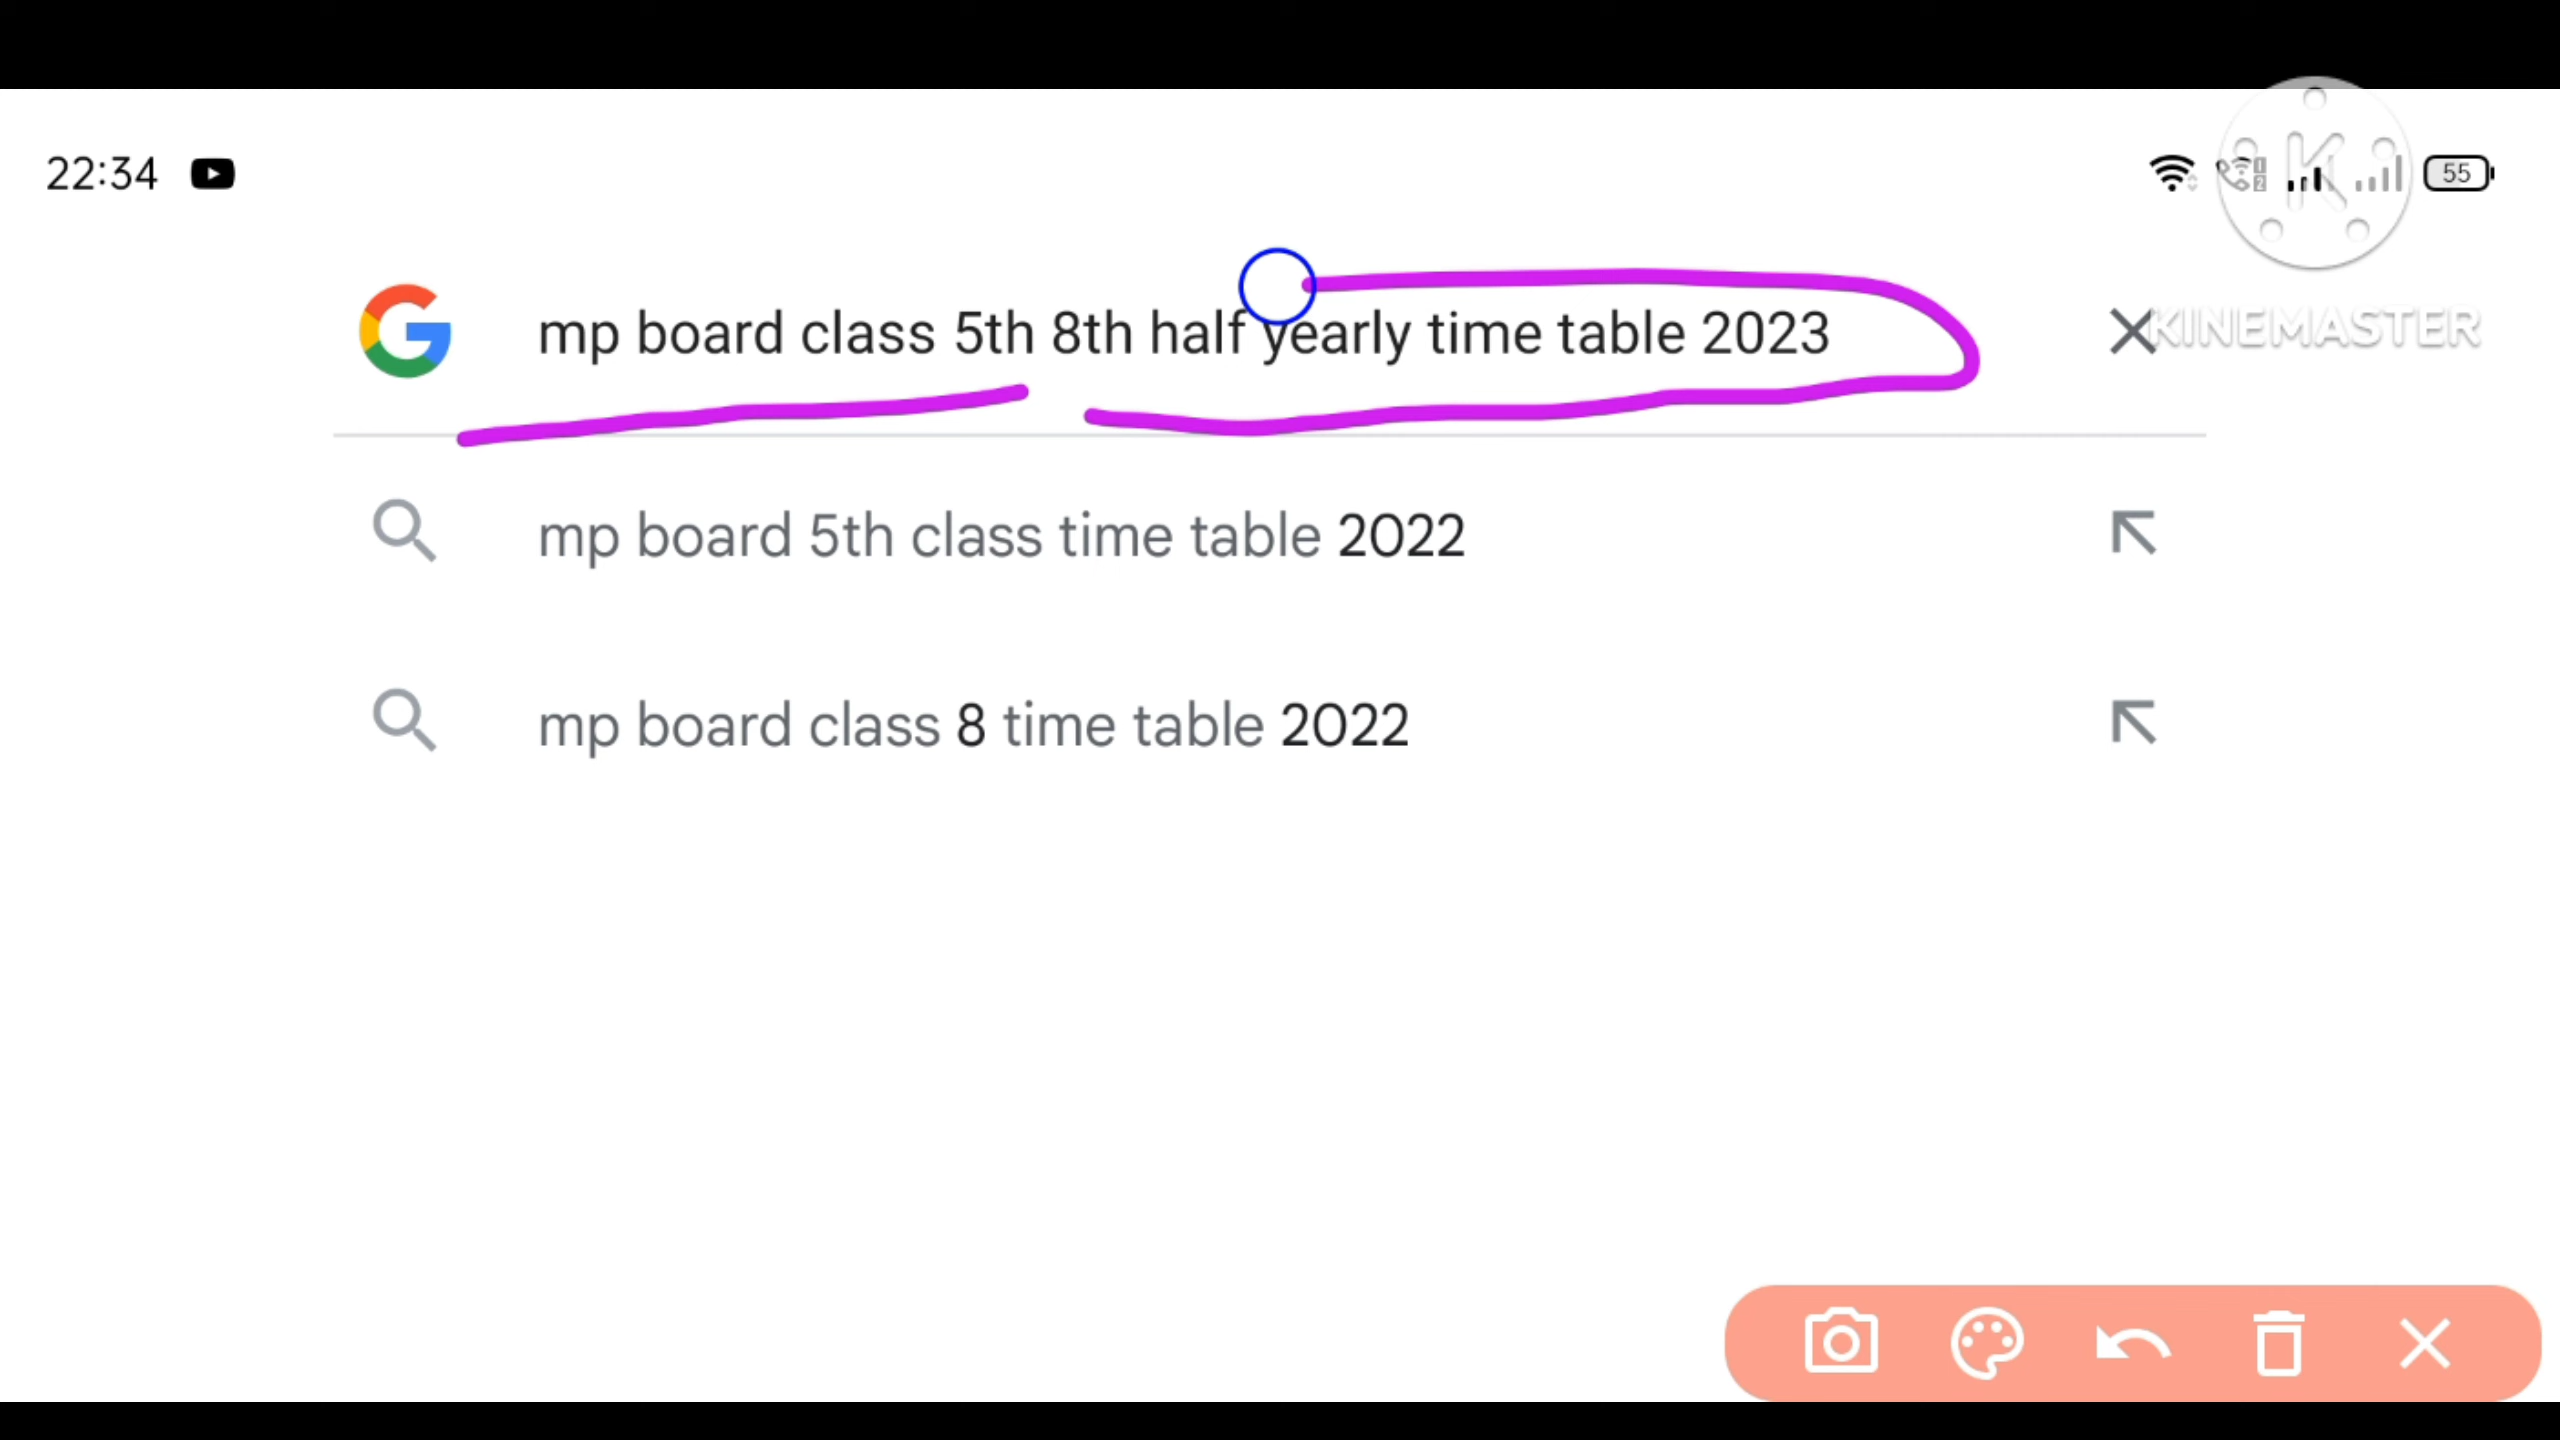 22:34
55
mp board class 5th 8th half yearly time table 2023
KINEMASTER
mp board 5th class time table 2022
mp board class 8 time table 2022